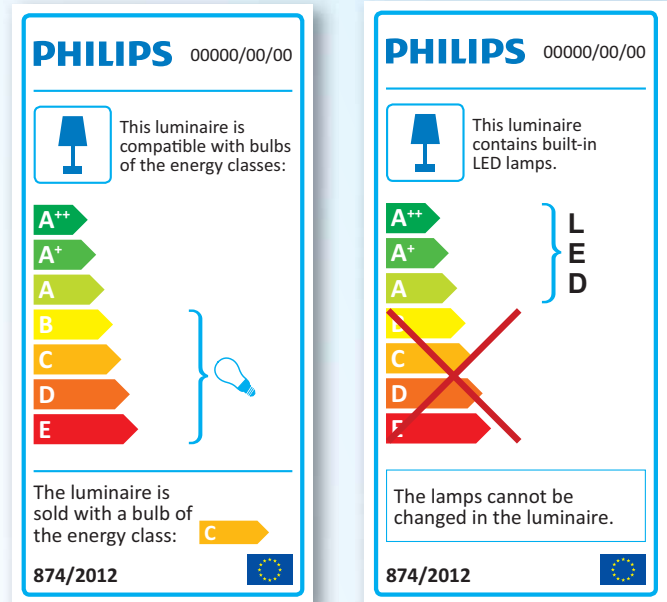 PHILIPS 00000/00/00
This luminaire is
compatible with bulbs
of the energy classes:
A++
A+
A
B
C
D
E
The luminaire is
sold with a bulb of
the energy class: C
874/2012
PHILIPS 00000/00/00
This luminaire
contains built-in
LED lamps.
A++
A+
A
L
E
D
C
D
E
The lamps cannot be
changed in the luminaire.
874/2012